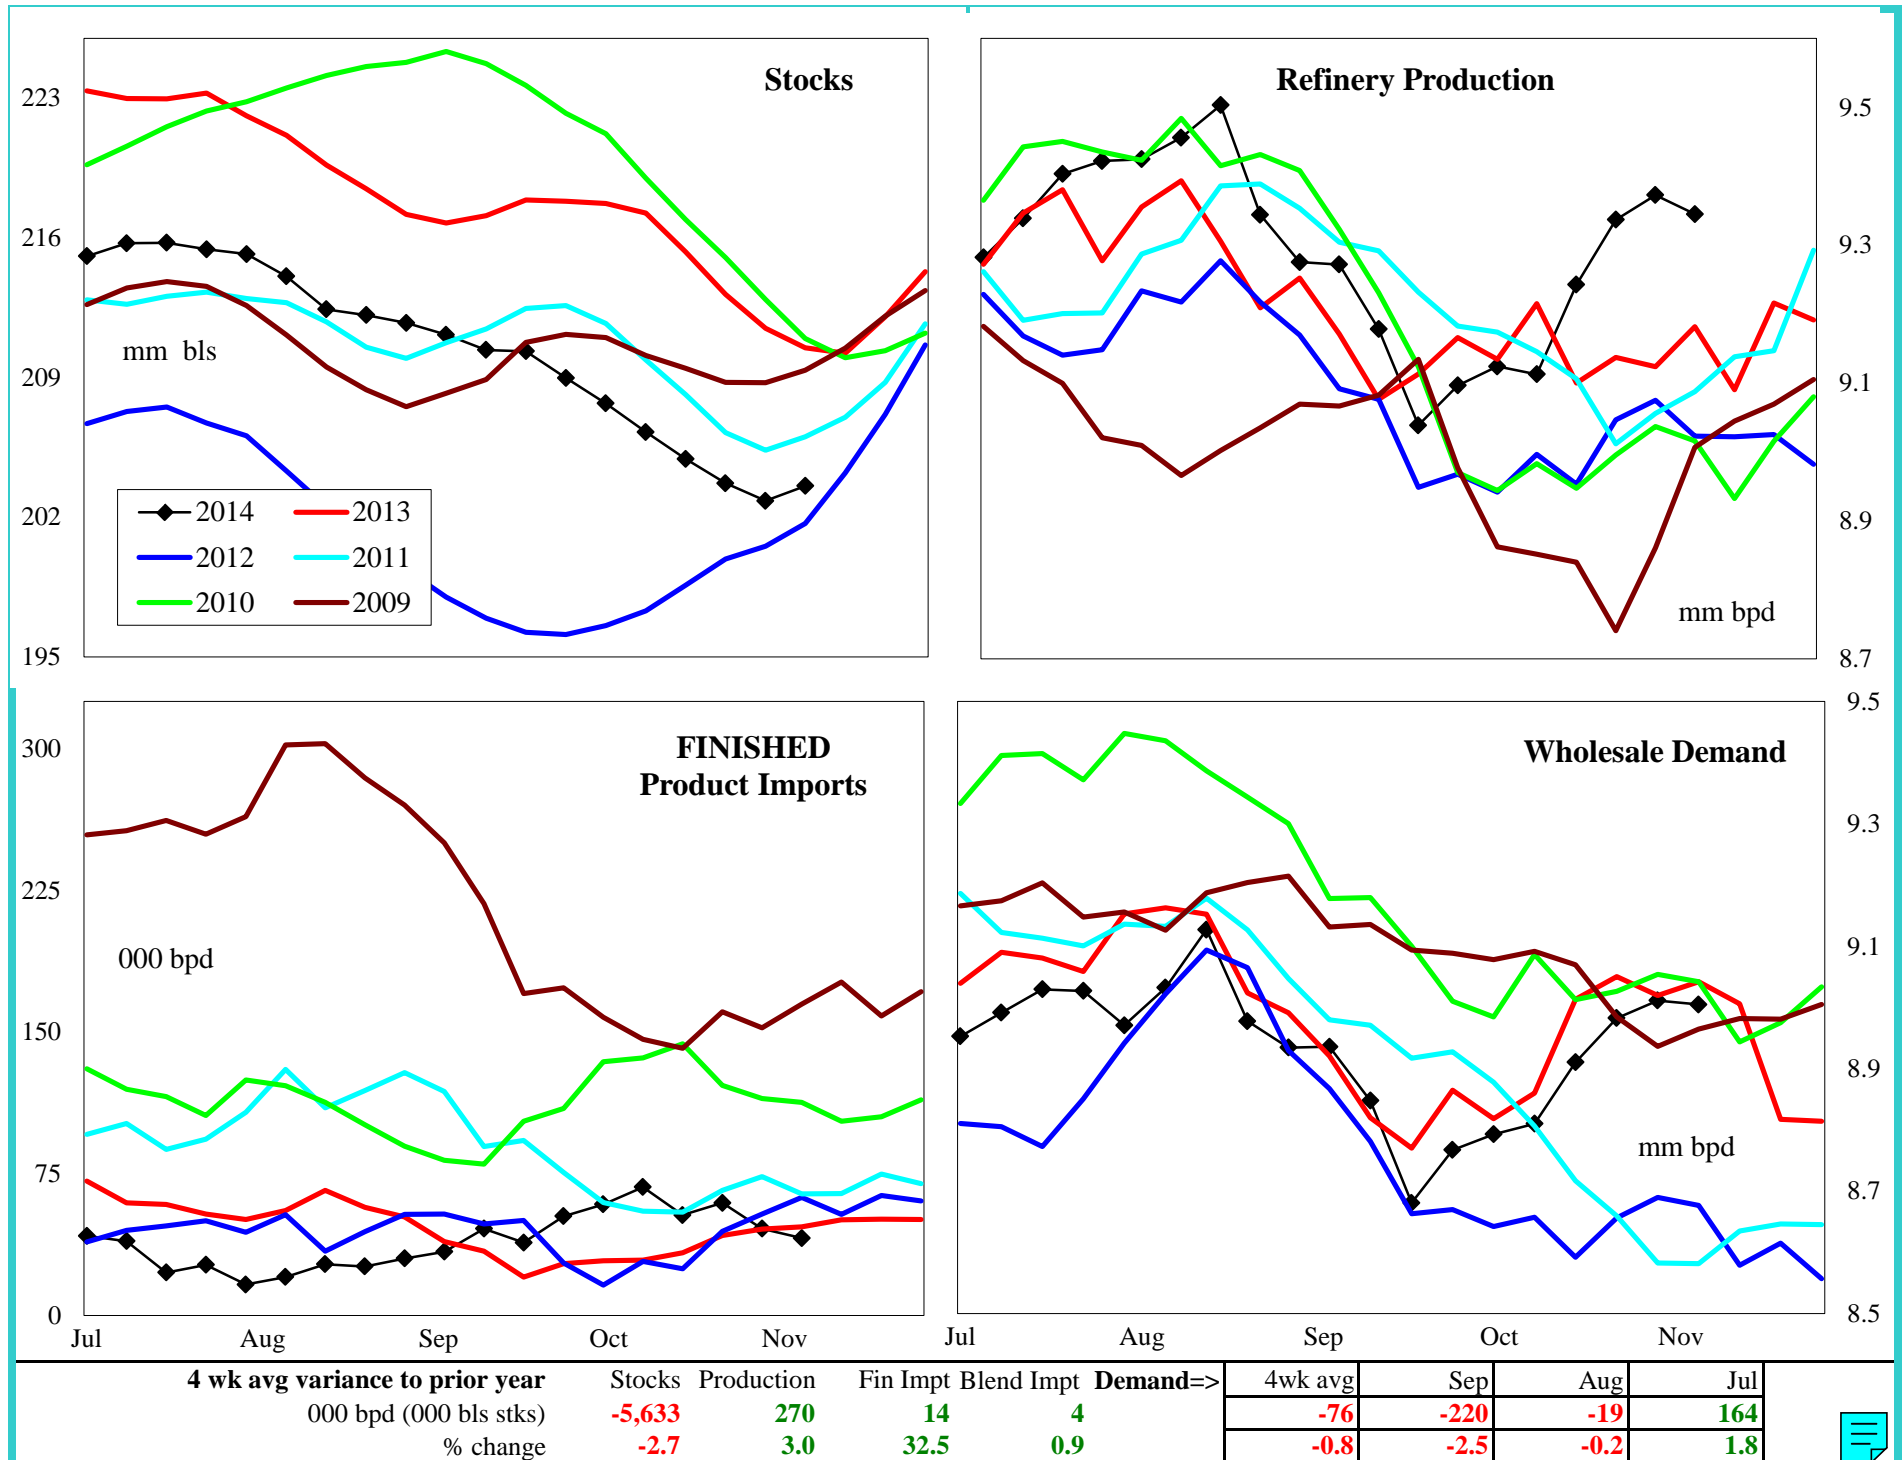 Stocks
223
216
209
202
195
mm bls
2014
2013
2012
2011
2010
2009
Refinery Production
9.5
9.3
9.1
8.9
8.7
mm bpd
FINISHED
Product Imports
300
225
150
75
0
000 bpd
Jul Aug Sep Oct Nov
Wholesale Demand
9.5
9.3
9.1
8.9
8.7
8.5
mm bpd
Jul Aug Sep Oct Nov
4 wk avg variance to prior year Stocks Production Fin Impt Blend Impt Demand=> 4wk avg Sep Aug Jul
000 bpd (000 bls stks) -5,633 270 14 4 -76 -220 -19 164
% change -2.7 3.0 32.5 0.9 -0.8 -2.5 -0.2 1.8